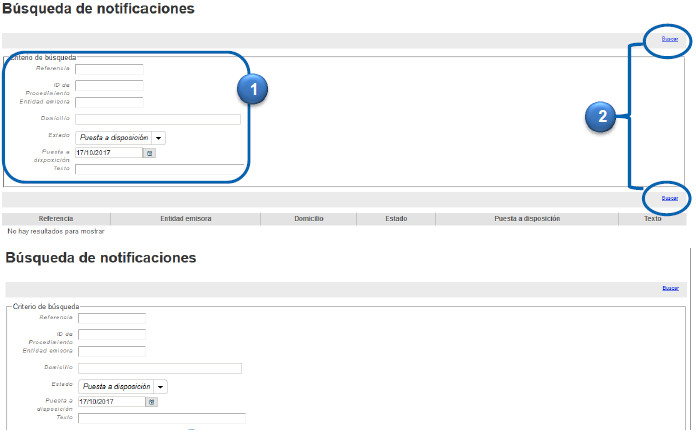 Búsqueda de notificaciones
Buscar
Criterio de búsqueda
Referencia
ID de
Procedimiento
Entidad emisora
Domicilio
Estado Puesta a disposición
Puesta a
disposición 17/10/2017
Texto
1
2
Buscar
Referencia Entidad emisora Domicilio Estado Puesta a disposición Texto
No hay resultados para mostrar
Búsqueda de notificaciones
Buscar
Criterio de búsqueda
Referencia
ID de
Procedimiento
Entidad emisora
Domicilio
Estado Puesta a disposición
Puesta a
disposición 17/10/2017
Texto